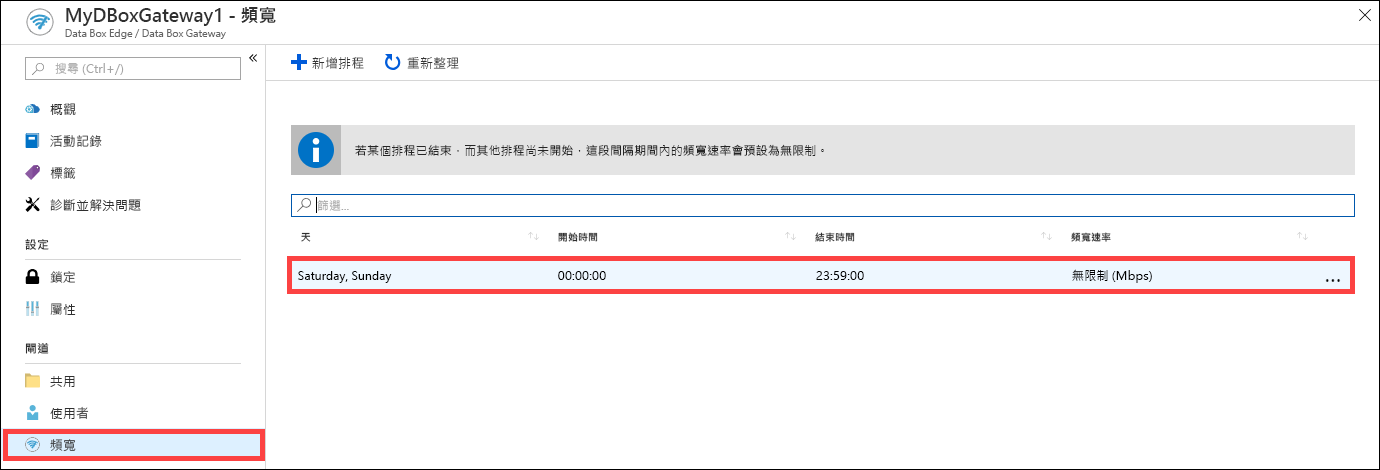 MyDBoxGateway1 - 頻寬
Data Box Edge / Data Box Gateway
搜尋 (Ctrl+/)
概觀
活動記錄
標籤
診斷並解決問題
設定
鎖定
屬性
閘道
共用
使用者
頻寬
新增排程 重新整理
若某個排程已結束，而其他排程尚未開始，這段間隔期間內的頻寬速率會預設為無限制。
篩選...
天 開始時間 結束時間 頻寬速率
Saturday, Sunday 00:00:00 23:59:00 無限制 (Mbps) ...